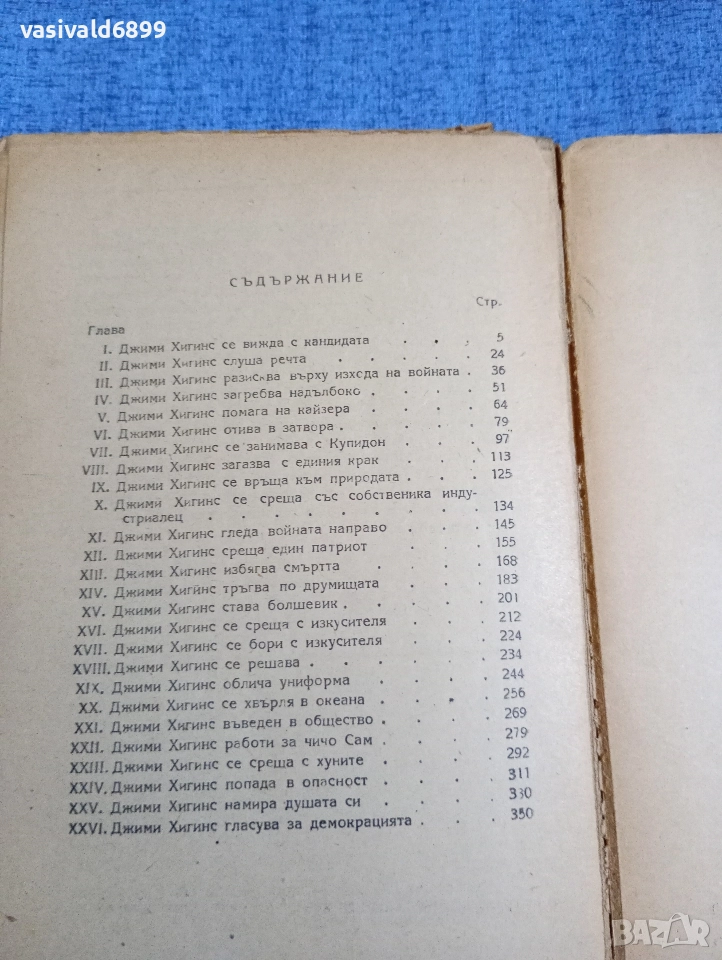 vasivald6899
СЪДЪРЖАНИЕ
Стр.
Глава
I. Джими Хигинс се вижда с кандидата . . . 5
II. Джими Хигинс слуша речта . . . . . 24
III. Джими Хигинс разисква върху изхода на войната . 36
IV. Джими Хигинс загребва надълбоко . . . . 51
V. Джими Хигинс помага на кайзера . . . . 64
VI. Джими Хигинс отива в затвора . . . . . 79
VII. Джими Хигинс се занимава с Купидон . . . 97
VIII. Джими Хигинс загазва с единия крак . . . 113
IX. Джими Хигинс се връща към природата . . . 125
X. Джими Хигинс се среща със собственика инду-
стриалец . . . . . . . . 134
XI. Джими Хигинс гледа войната направо . . . 145
XII. Джими Хигинс среща един патриот . . . 155
XIII. Джими Хигинс избягва смъртта . . . . 168
XIV. Джими Хигинс тръгва по друмищата . . . 183
XV. Джими Хигинс става болшевик . . . . . 201
XVI. Джими Хигинс се среща с изкусителя . . . 212
XVII. Джими Хигинс се бори с изкусителя . . . 224
XVIII. Джими Хигинс се решава . . . . . 234
XIX. Джими Хигинс облича униформа . . . . 244
XX. Джими Хигинс се хвърля в океана . . . . 256
XXI. Джими Хигинс въведен в общество . . . . 269
XXII. Джими Хигинс работи за чичо Сам . . . . 279
XXIII. Джими Хигинс се среща с хуните . . . . 292
XXIV. Джими Хигинс попада в опасност . . . . 311
XXV. Джими Хигинс намира душата си . . . . 330
XXVI. Джими Хигинс гласува за демокрацията . . . 350
BAZAR